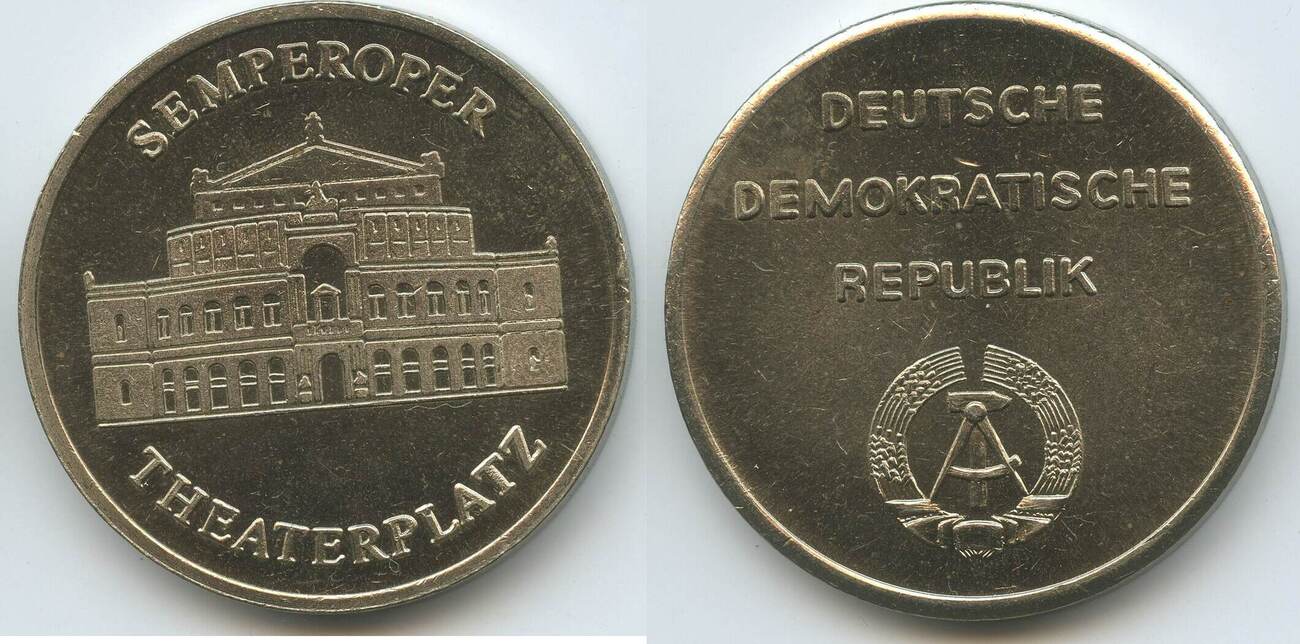 SEMPEROPER
THEATERPLATZ
DEUTSCHE
DEMOKRATISCHE
REPUBLIK